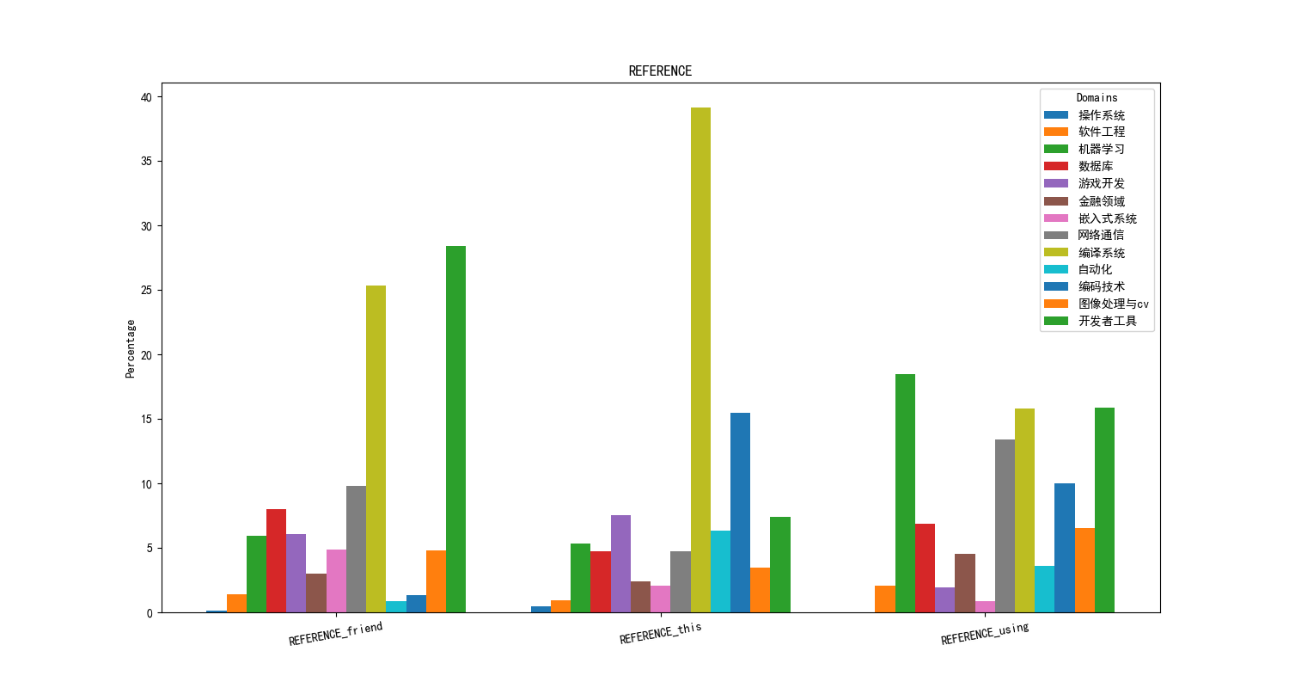 REFERENCE
Domains
操作系统
软件工程
机器学习
数据库
游戏开发
金融领域
嵌入式系统
网络通信
编译系统
自动化
编码技术
图像处理与cv
开发者工具
Percentage
40
35
30
25
20
15
10
5
0
REFERENCE_friend
REFERENCE_this
REFERENCE_using